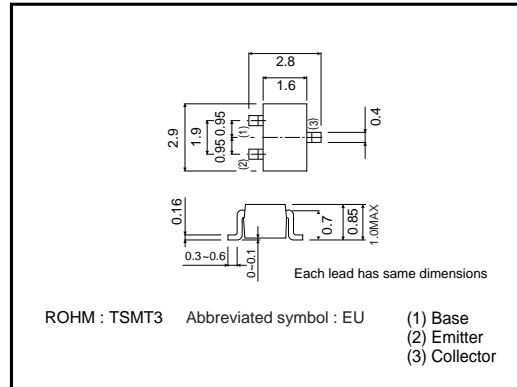 2.8
1.6
0.4
2.9
1.9
0.95
0.95
(1)
(2)
(3)
0.16
0.3~0.6
0~0.1
0.7
0.85
1.0MAX
Each lead has same dimensions
ROHM : TSMT3 Abbreviated symbol : EU
(1) Base
(2) Emitter
(3) Collector